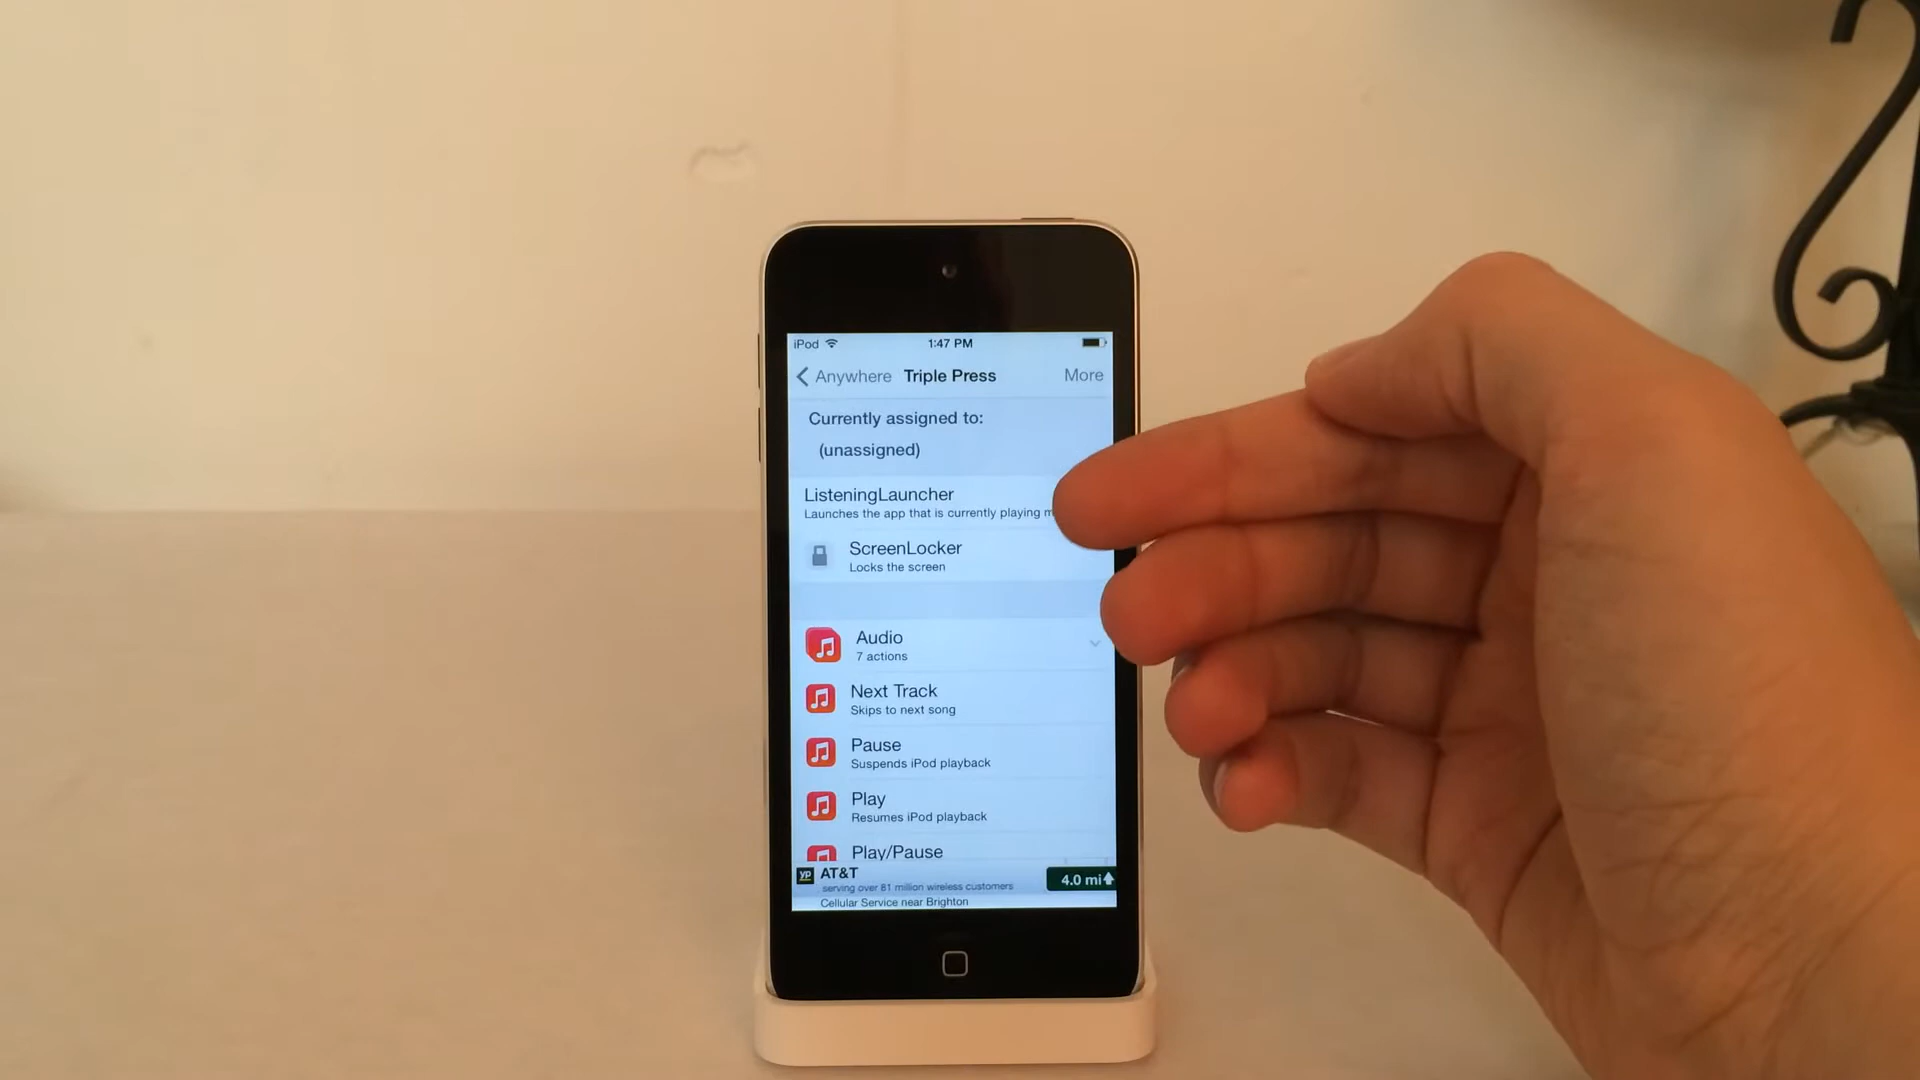 iPod 1:47 PM
Anywhere Triple Press More
Currently assigned to:
(unassigned)
ListeningLauncher
Launches the app that is currently playing
ScreenLocker
Locks the screen
Audio
7 actions
Next Track
Skips to next song
Pause
Suspends iPod playback
Play
Resumes iPod playback
Play/Pause
yp AT&T
serving over 81 million wireless customers
4.0 mi
Cellular Service near Brighton